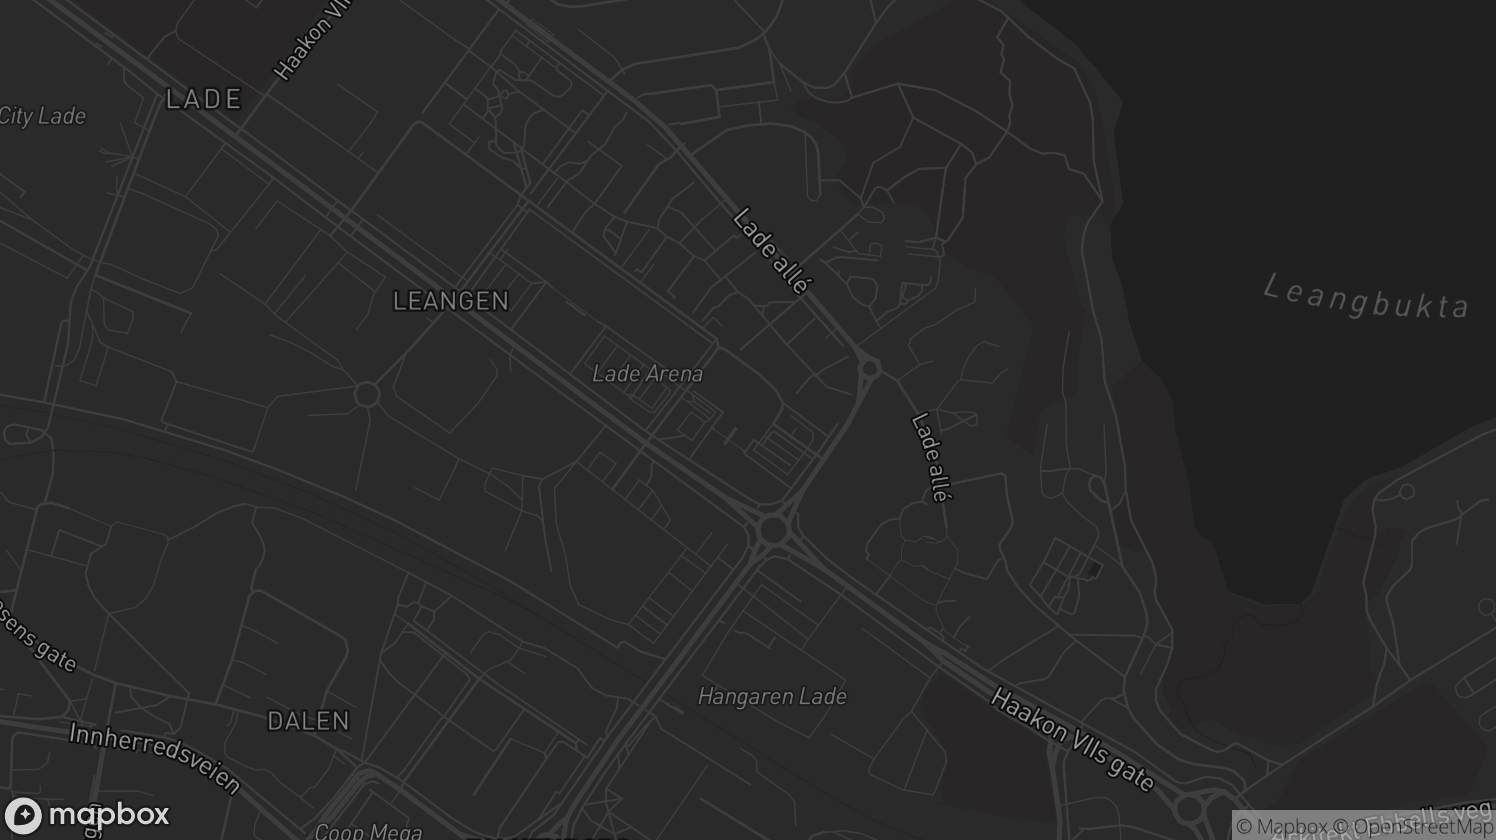 Haakon VII
LADE
City Lade
Lade allé
LEANGEN
Leangbukta
Lade Arena
Lade allé
sens gate
Hangaren Lade
Haakon VIIs gate
DALEN
Innherredsveien
mapbox
Coop Mega
© Mapbox © OpenStreetMap